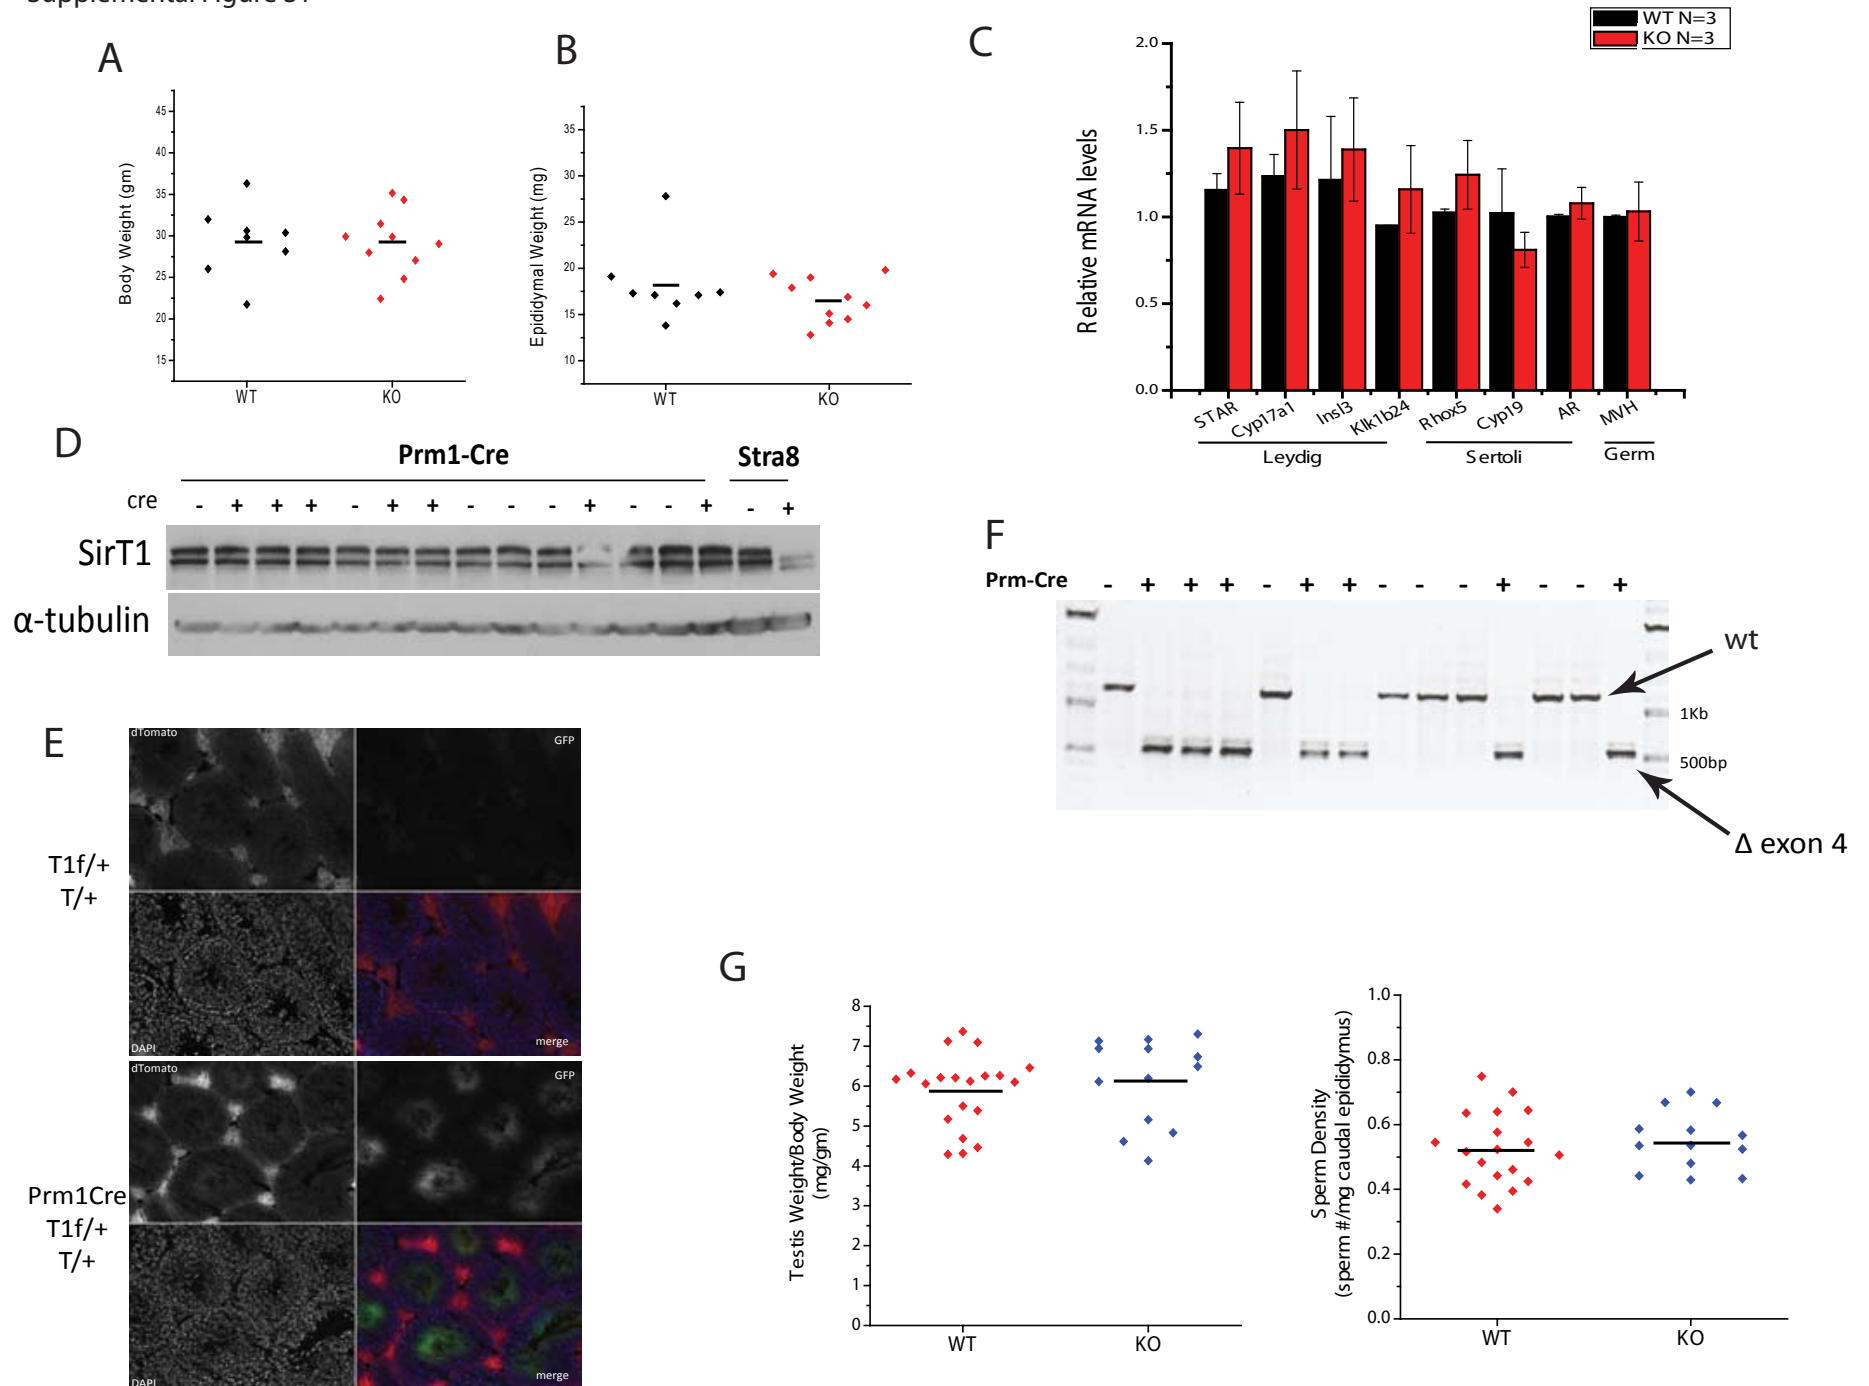 Supplemental Figure S1
A
Body Weight (gm)
45
40
35
30
25
20
15
WT
KO
B
Epididymal Weight (mg)
35
30
25
20
15
10
WT
KO
C
WT N=3
KO N=3
Relative mRNA levels
2.0
1.5
1.0
0.5
0.0
STAR
Cyp17a1
Insl3
Klk1b24
Rhox5
Cyp19
AR
MVH
Leydig
Sertoli
Germ
D
Prm1-Cre
Stra8
cre - + + + - + + - - - + - - + - +
SirT1
α-tubulin
E
dTomato
GFP
T1f/+
T/+
DAPI
merge
dTomato
GFP
Prm1Cre
T1f/+
T/+
DAPI
merge
F
Prm-Cre - + + + - + + - - - + - - + 
wt
1Kb
500bp
Δ exon 4
G
Testis Weight/Body Weight
(mg/gm)
8
7
6
5
4
3
2
1
0
WT
KO
Sperm Density
(sperm #/mg caudal epididymus)
1.0
0.8
0.6
0.4
0.2
0.0
WT
KO